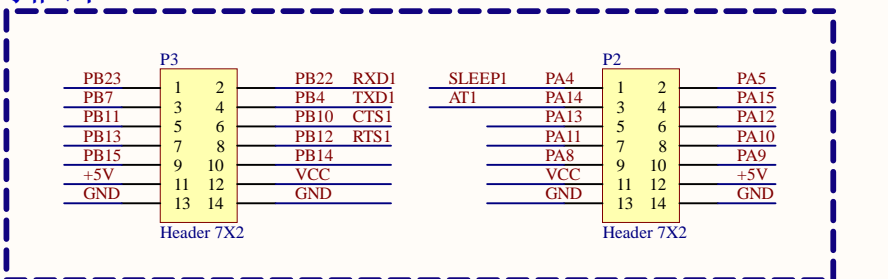 P3 P2
PB23 1 2 PB22 RXD1 SLEEP1 PA4 1 2 PA5
PB7 3 4 PB4 TXD1 AT1 PA14 3 4 PA15
PB11 5 6 PB10 CTS1 PA13 5 6 PA12
PB13 7 8 PB12 RTS1 PA11 7 8 PA10
PB15 9 10 PB14 PA8 9 10 PA9
+5V 11 12 VCC VCC 11 12 +5V
GND 13 14 GND GND 13 14 GND
Header 7X2 Header 7X2